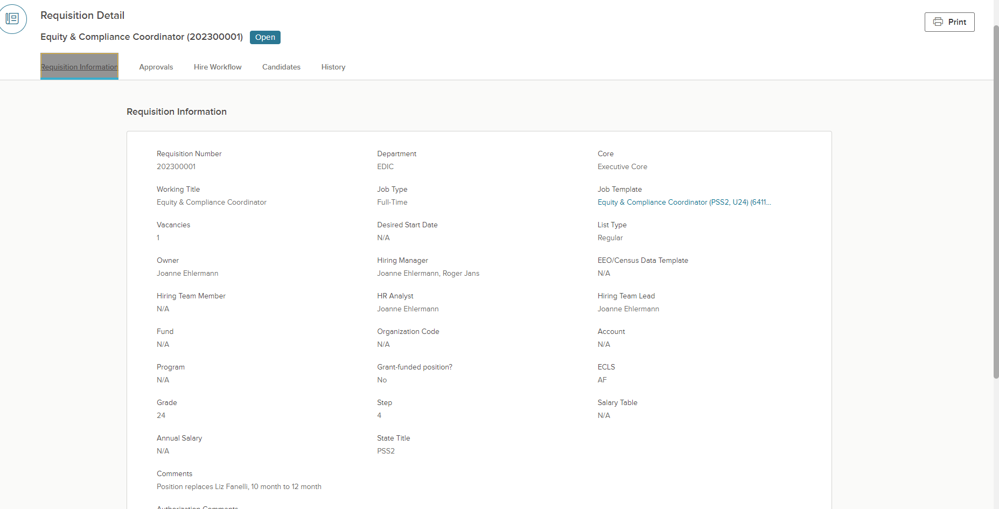 Requisition Detail
Print
Equity & Compliance Coordinator (202300001) Open
Requisition Information Approvals Hire Workflow Candidates History
Requisition Information
Requisition Number Department Core
202300001 EDIC Executive Core
Working Title Job Type Job Template
Equity & Compliance Coordinator Full-Time Equity & Compliance Coordinator (PSS2, U24) (6411...
Vacancies Desired Start Date List Type
1 N/A Regular
Owner Hiring Manager EEO/Census Data Template
Joanne Ehlermann Joanne Ehlermann, Roger Jans N/A
Hiring Team Member HR Analyst Hiring Team Lead
N/A Joanne Ehlermann Joanne Ehlermann
Fund Organization Code Account
N/A N/A N/A
Program Grant-funded position? ECLS
N/A No AF
Grade Step Salary Table
24 4 N/A
Annual Salary State Title
N/A PSS2
Comments
Position replaces Liz Fanelli, 10 month to 12 month
Authorization Comments